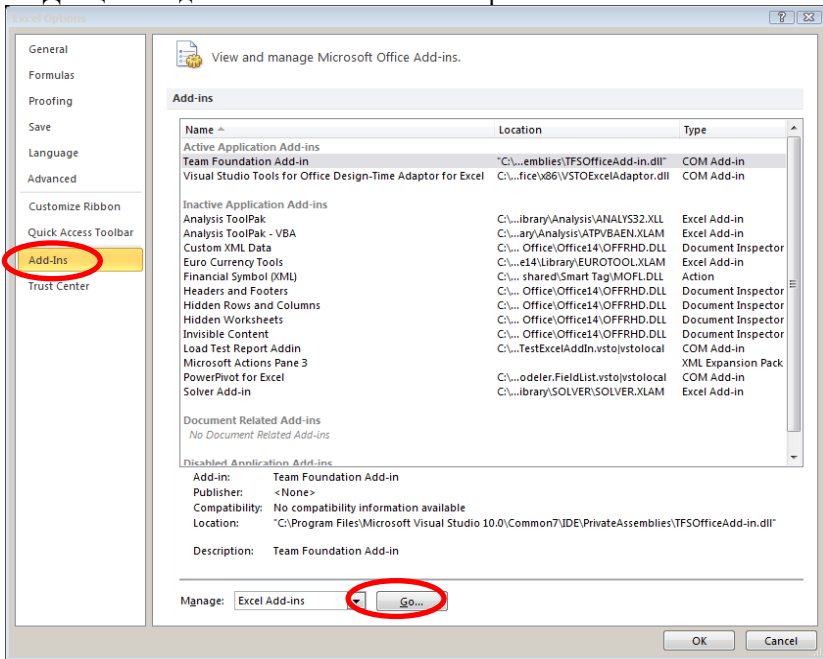 Excel Options
General
View and manage Microsoft Office Add-ins.
Formulas
Proofing
Add-ins
Save
Language
Advanced
Customize Ribbon
Quick Access Toolbar
Add-Ins
Trust Center
Name Location Type
Active Application Add-ins
Team Foundation Add-in "C:\...emblies\TFSOfficeAdd-in.dll" COM Add-in
Visual Studio Tools for Office Design-Time Adaptor for Excel C:\...fice\x86\VSTOExcelAdaptor.dll COM Add-in
Inactive Application Add-ins
Analysis ToolPak C:\...ibrary\Analysis\ANALYS32.XLL Excel Add-in
Analysis ToolPak - VBA C:\...ary\Analysis\ATPVBAEN.XLAM Excel Add-in
Custom XML Data C:\... Office\Office14\OFFRHD.DLL Document Inspector
Euro Currency Tools C:\...e14\Library\EUROTOOL.XLAM Excel Add-in
Financial Symbol (XML) C:\... shared\Smart Tag\MOFL.DLL Action
Headers and Footers C:\... Office\Office14\OFFRHD.DLL Document Inspector
Hidden Rows and Columns C:\... Office\Office14\OFFRHD.DLL Document Inspector
Hidden Worksheets C:\... Office\Office14\OFFRHD.DLL Document Inspector
Invisible Content C:\... Office\Office14\OFFRHD.DLL Document Inspector
Load Test Report Addin C:\...TestExcelAddIn.vsto|vstolocal COM Add-in
Microsoft Actions Pane 3 XML Expansion Pack
PowerPivot for Excel C:\...odeler.FieldList.vsto|vstolocal COM Add-in
Solver Add-in C:\...ibrary\SOLVER\SOLVER.XLAM Excel Add-in
Document Related Add-ins
No Document Related Add-ins
Disabled Application Add-ins
Add-in: Team Foundation Add-in
Publisher: <None>
Compatibility: No compatibility information available
Location: "C:\Program Files\Microsoft Visual Studio 10.0\Common7\IDE\PrivateAssemblies\TFSOfficeAdd-in.dll"
Description: Team Foundation Add-in
Manage: Excel Add-ins Go...
OK Cancel